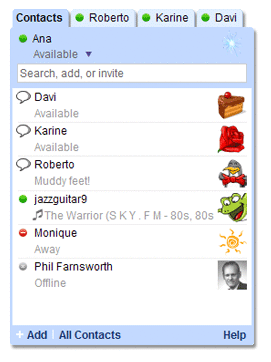 Contacts Roberto Karine Davi
Ana
Available
Search, add, or invite
Davi
Available
Karine
Available
Roberto
Muddy feet!
jazzguitar9
The Warrior (S K Y . F M - 80s, 80s
Monique
Away
Phil Farnsworth
Offline
+ Add | All Contacts Help